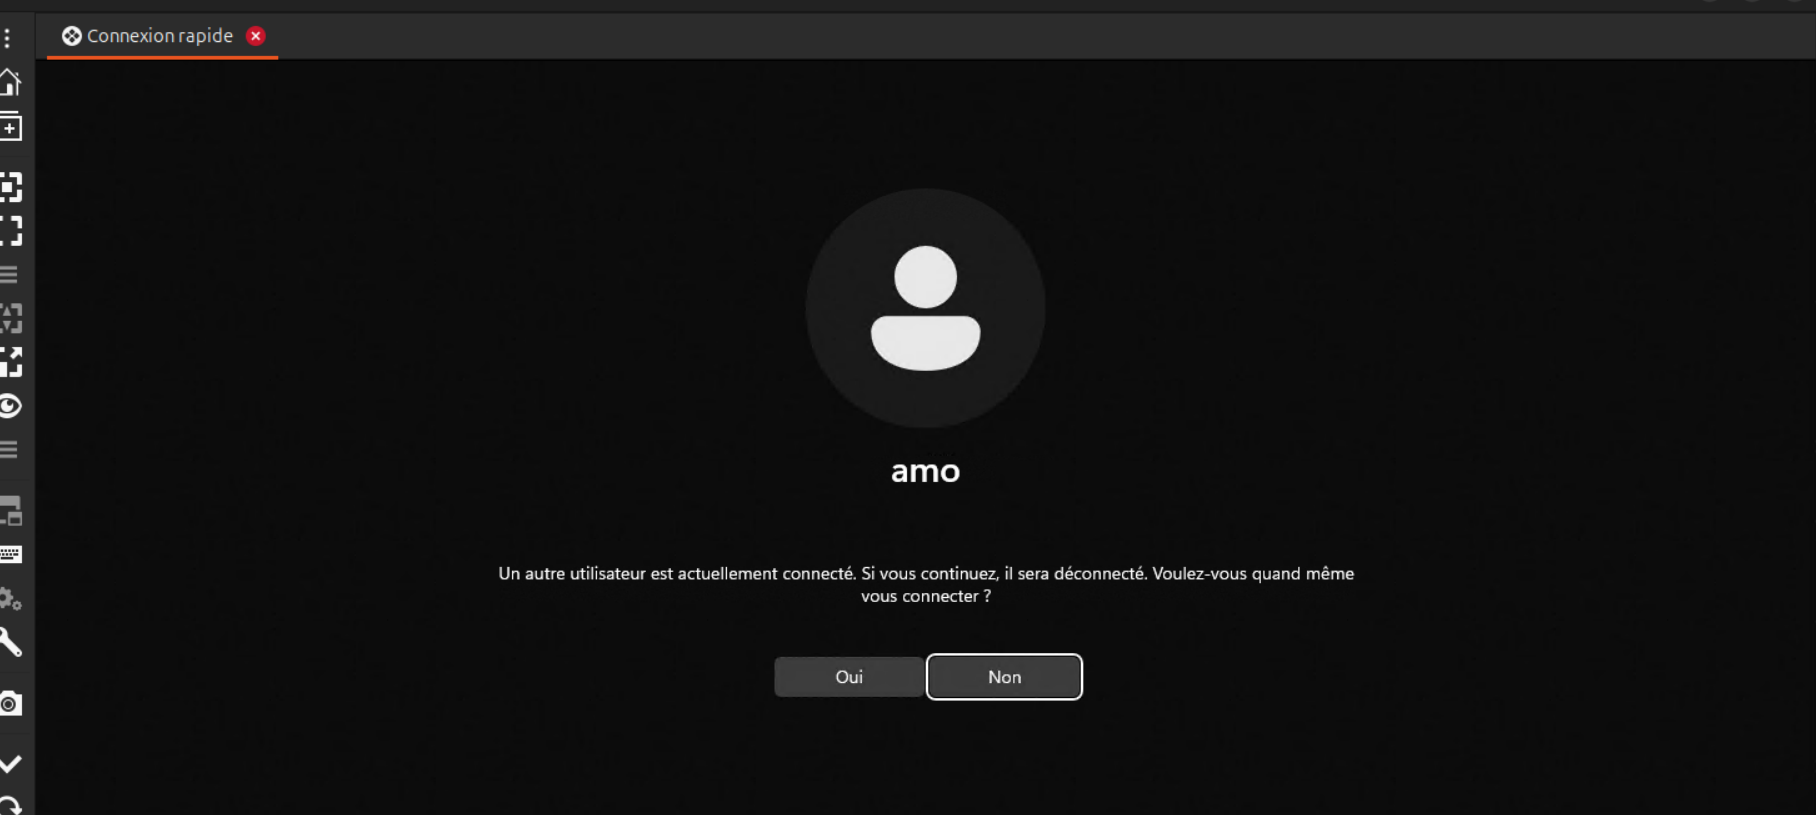 Connexion rapide
amo
Un autre utilisateur est actuellement connecté. Si vous continuez, il sera déconnecté. Voulez-vous quand même
vous connecter ?
Oui
Non